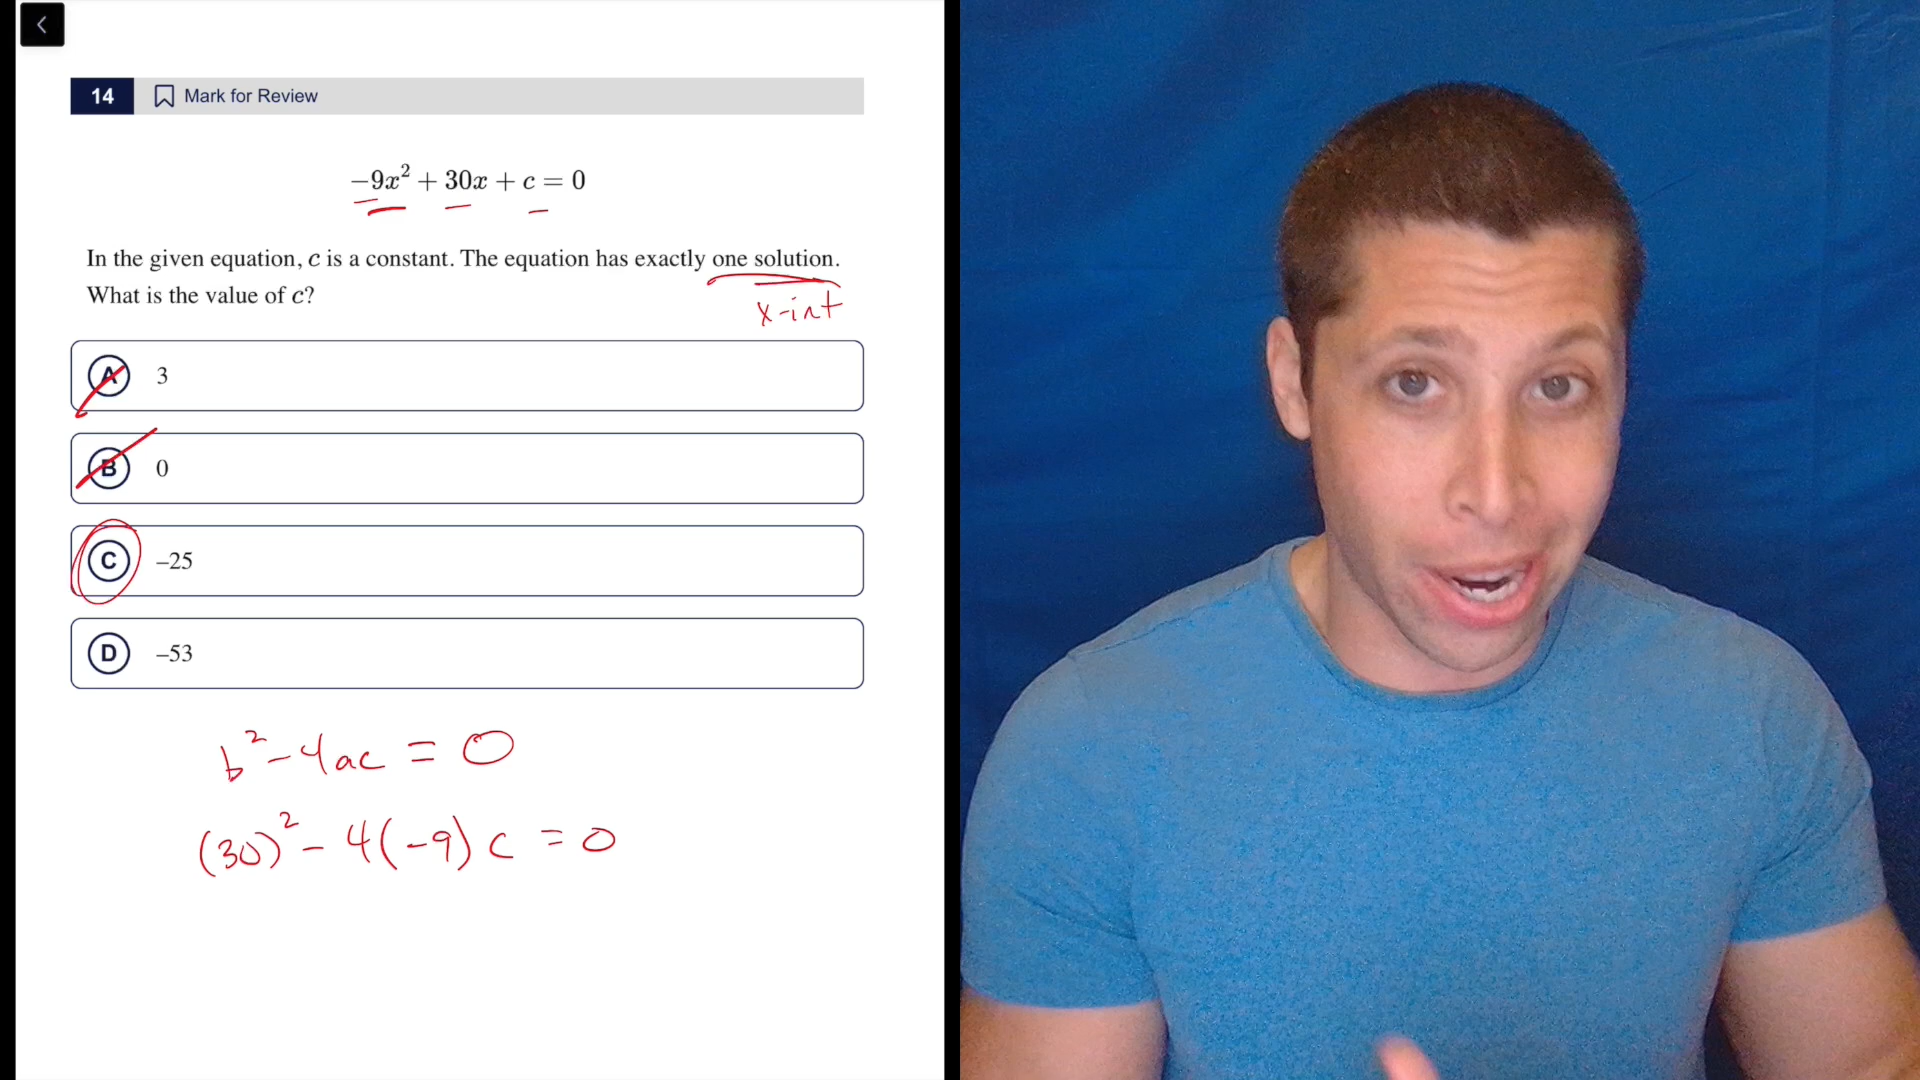 14 Mark for Review
−9x² + 30x + c = 0
In the given equation, c is a constant. The equation has exactly one solution.
What is the value of c?
x-int
A 3
B 0
C –25
D –53
b² - 4ac = 0
(30)² - 4(-9)c = 0